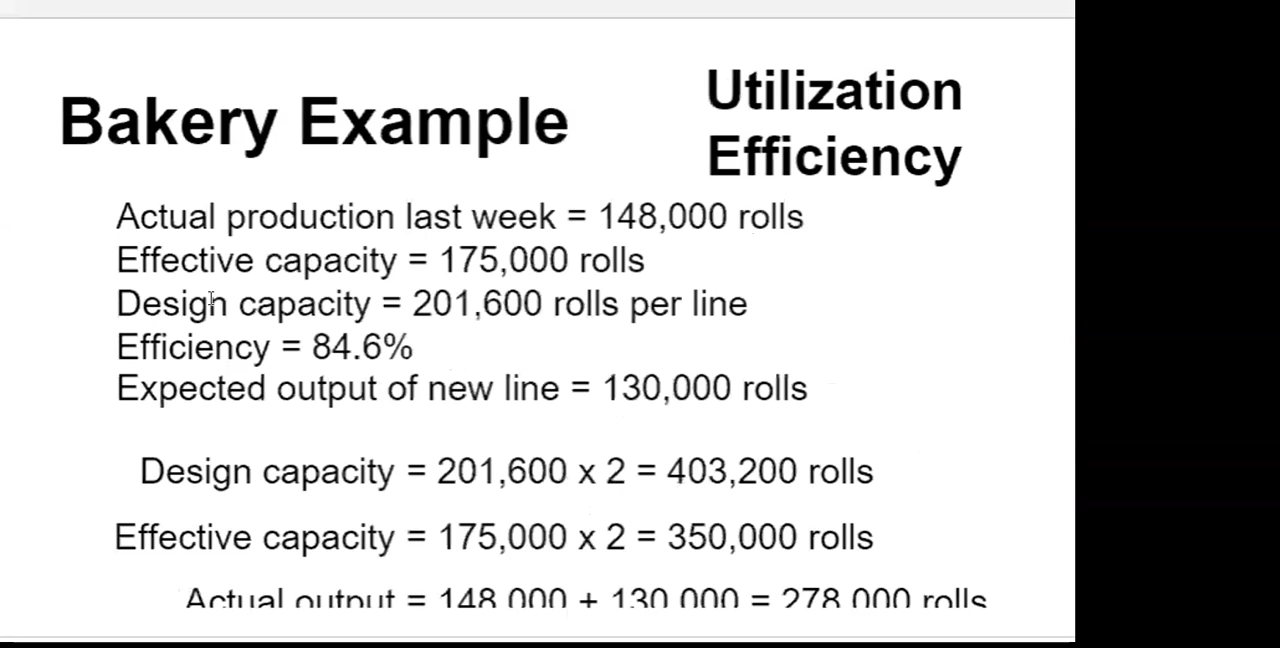 Bakery Example
Utilization
Efficiency
Actual production last week = 148,000 rolls
Effective capacity = 175,000 rolls
Design capacity = 201,600 rolls per line
Efficiency = 84.6%
Expected output of new line = 130,000 rolls
Design capacity = 201,600 x 2 = 403,200 rolls
Effective capacity = 175,000 x 2 = 350,000 rolls
Actual output = 148,000 + 130,000 = 278,000 rolls